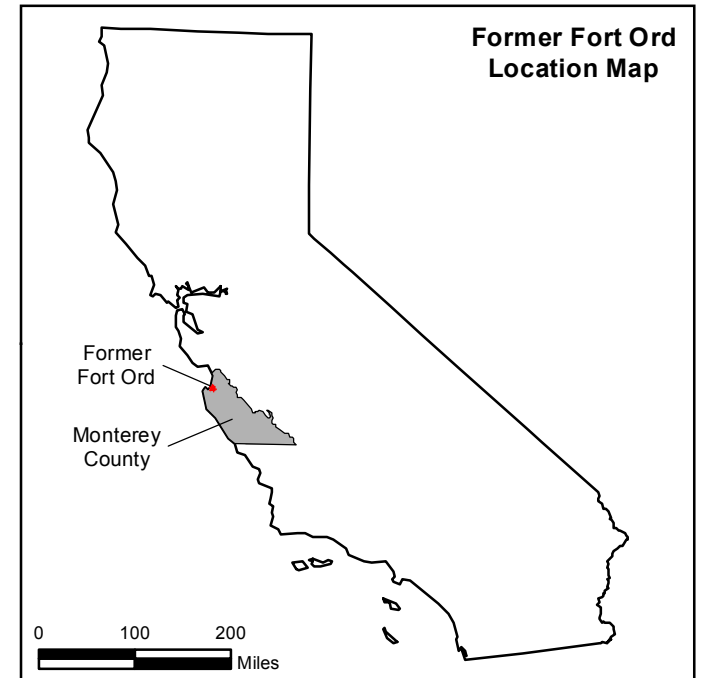 Former Fort Ord
Location Map
Former
Fort Ord
Monterey
County
0 100 200
Miles